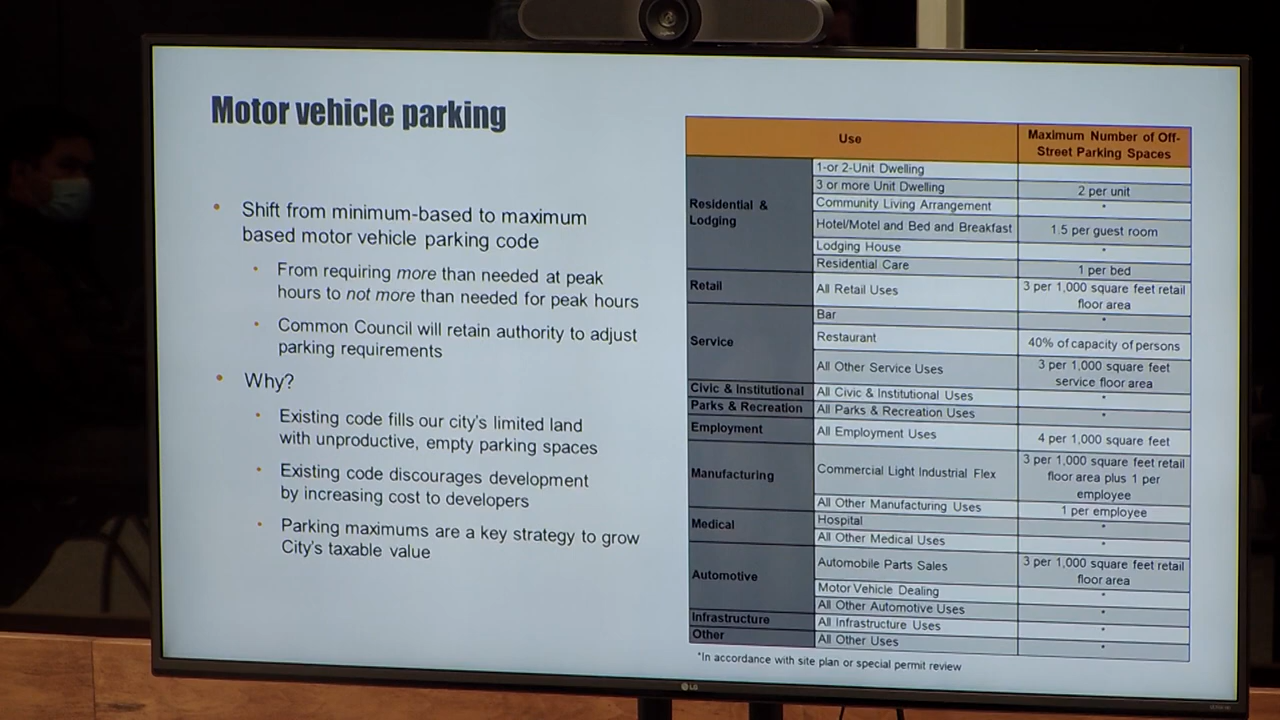 logitech
Motor vehicle parking
• Shift from minimum-based to maximum
based motor vehicle parking code
• From requiring more than needed at peak
hours to not more than needed for peak hours
• Common Council will retain authority to adjust
parking requirements
• Why?
• Existing code fills our city's limited land
with unproductive, empty parking spaces
• Existing code discourages development
by increasing cost to developers
• Parking maximums are a key strategy to grow
City's taxable value
Use
Maximum Number of Off-
Street Parking Spaces
Residential &
Lodging
1-or 2-Unit Dwelling
3 or more Unit Dwelling
2 per unit
Community Living Arrangement
*
Hotel/Motel and Bed and Breakfast
1.5 per guest room
Lodging House
*
Residential Care
1 per bed
Retail
All Retail Uses
3 per 1,000 square feet retail
floor area
Service
Bar
*
Restaurant
40% of capacity of persons
All Other Service Uses
3 per 1,000 square feet
service floor area
Civic & Institutional
All Civic & Institutional Uses
*
Parks & Recreation
All Parks & Recreation Uses
*
Employment
All Employment Uses
4 per 1,000 square feet
Manufacturing
Commercial Light Industrial Flex
3 per 1,000 square feet retail
floor area plus 1 per
employee
All Other Manufacturing Uses
1 per employee
Medical
Hospital
*
All Other Medical Uses
*
Automotive
Automobile Parts Sales
3 per 1,000 square feet retail
floor area
Motor Vehicle Dealing
*
All Other Automotive Uses
*
Infrastructure
All Infrastructure Uses
*
Other
All Other Uses
*
*In accordance with site plan or special permit review
LG